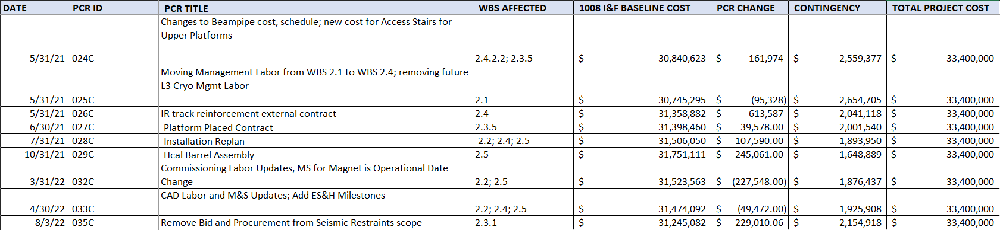 DATE PCR ID PCR TITLE WBS AFFECTED 1008 I&F BASELINE COST PCR CHANGE CONTINGENCY TOTAL PROJECT COST
Changes to Beampipe cost, schedule; new cost for Access Stairs for
Upper Platforms
5/31/21 024C 2.4.2.2; 2.3.5 $ 30,840,623 $ 161,974 $ 2,559,377 $ 33,400,000
Moving Management Labor from WBS 2.1 to WBS 2.4; removing future
L3 Cryo Mgmt Labor
5/31/21 025C 2.1 $ 30,745,295 $ (95,328) $ 2,654,705 $ 33,400,000
5/31/21 026C IR track reinforcement external contract 2.4 $ 31,358,882 $ 613,587 $ 2,041,118 $ 33,400,000
6/30/21 027C Platform Placed Contract 2.3.5 $ 31,398,460 $ 39,578.00 $ 2,001,540 $ 33,400,000
7/31/21 028C Installation Replan 2.2; 2.4; 2.5 $ 31,506,050 $ 107,590.00 $ 1,893,950 $ 33,400,000
10/31/21 029C Hcal Barrel Assembly 2.5 $ 31,751,111 $ 245,061.00 $ 1,648,889 $ 33,400,000
Commissioning Labor Updates, MS for Magnet is Operational Date
3/31/22 032C Change 2.2; 2.5 $ 31,523,563 $ (227,548.00) $ 1,876,437 $ 33,400,000
CAD Labor and M&S Updates; Add ES&H Milestones
4/30/22 033C 2.2; 2.4; 2.5 $ 31,474,092 $ (49,472.00) $ 1,925,908 $ 33,400,000
8/3/22 035C Remove Bid and Procurement from Seismic Restraints scope 2.3.1 $ 31,245,082 $ 229,010.06 $ 2,154,918 $ 33,400,000